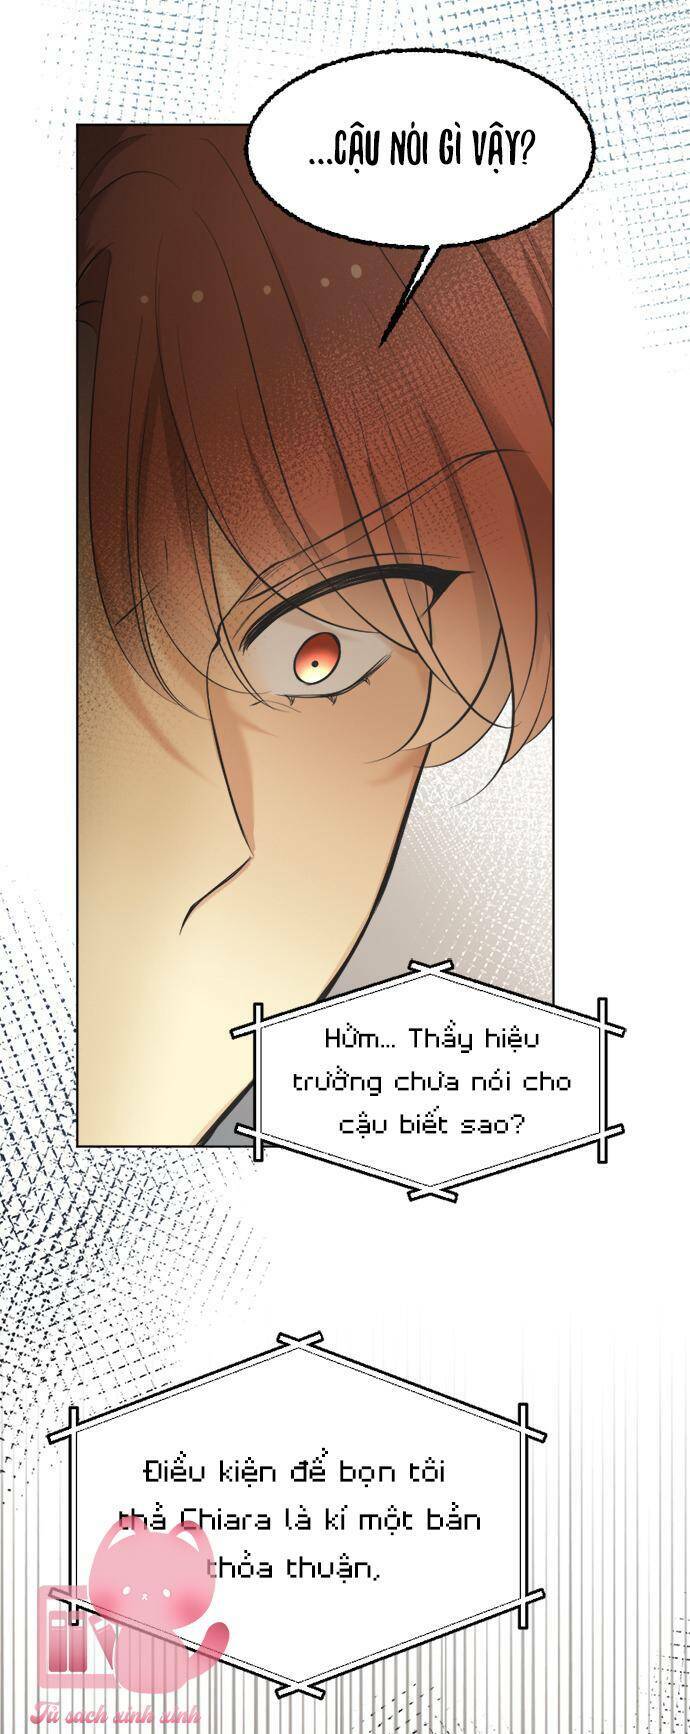 ...CẬU NÓI GÌ VẬY?
Hừm... Thầy hiệu
trưởng chưa nói cho
cậu biết sao?
Điều kiện để bọn tôi
thả Chiara là kí một bản
thỏa thuận,
Tủ sách xinh xinh